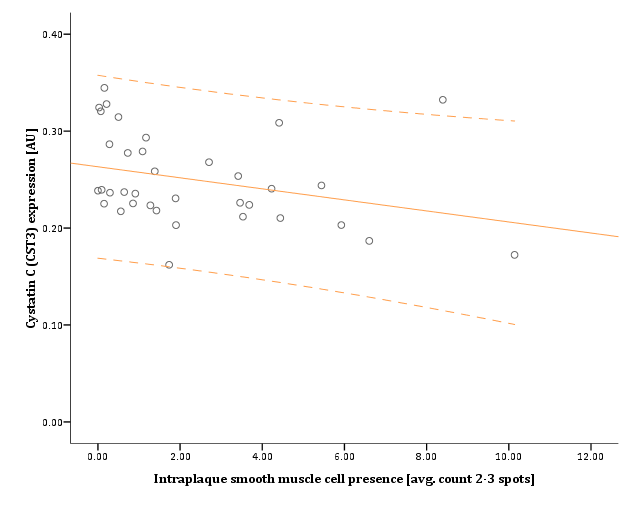 Cystatin C (CST3) expression [AU]
0.40
0.30
0.20
0.10
0.00
0.00 2.00 4.00 6.00 8.00 10.00 12.00
Intraplaque smooth muscle cell presence [avg. count 2-3 spots]